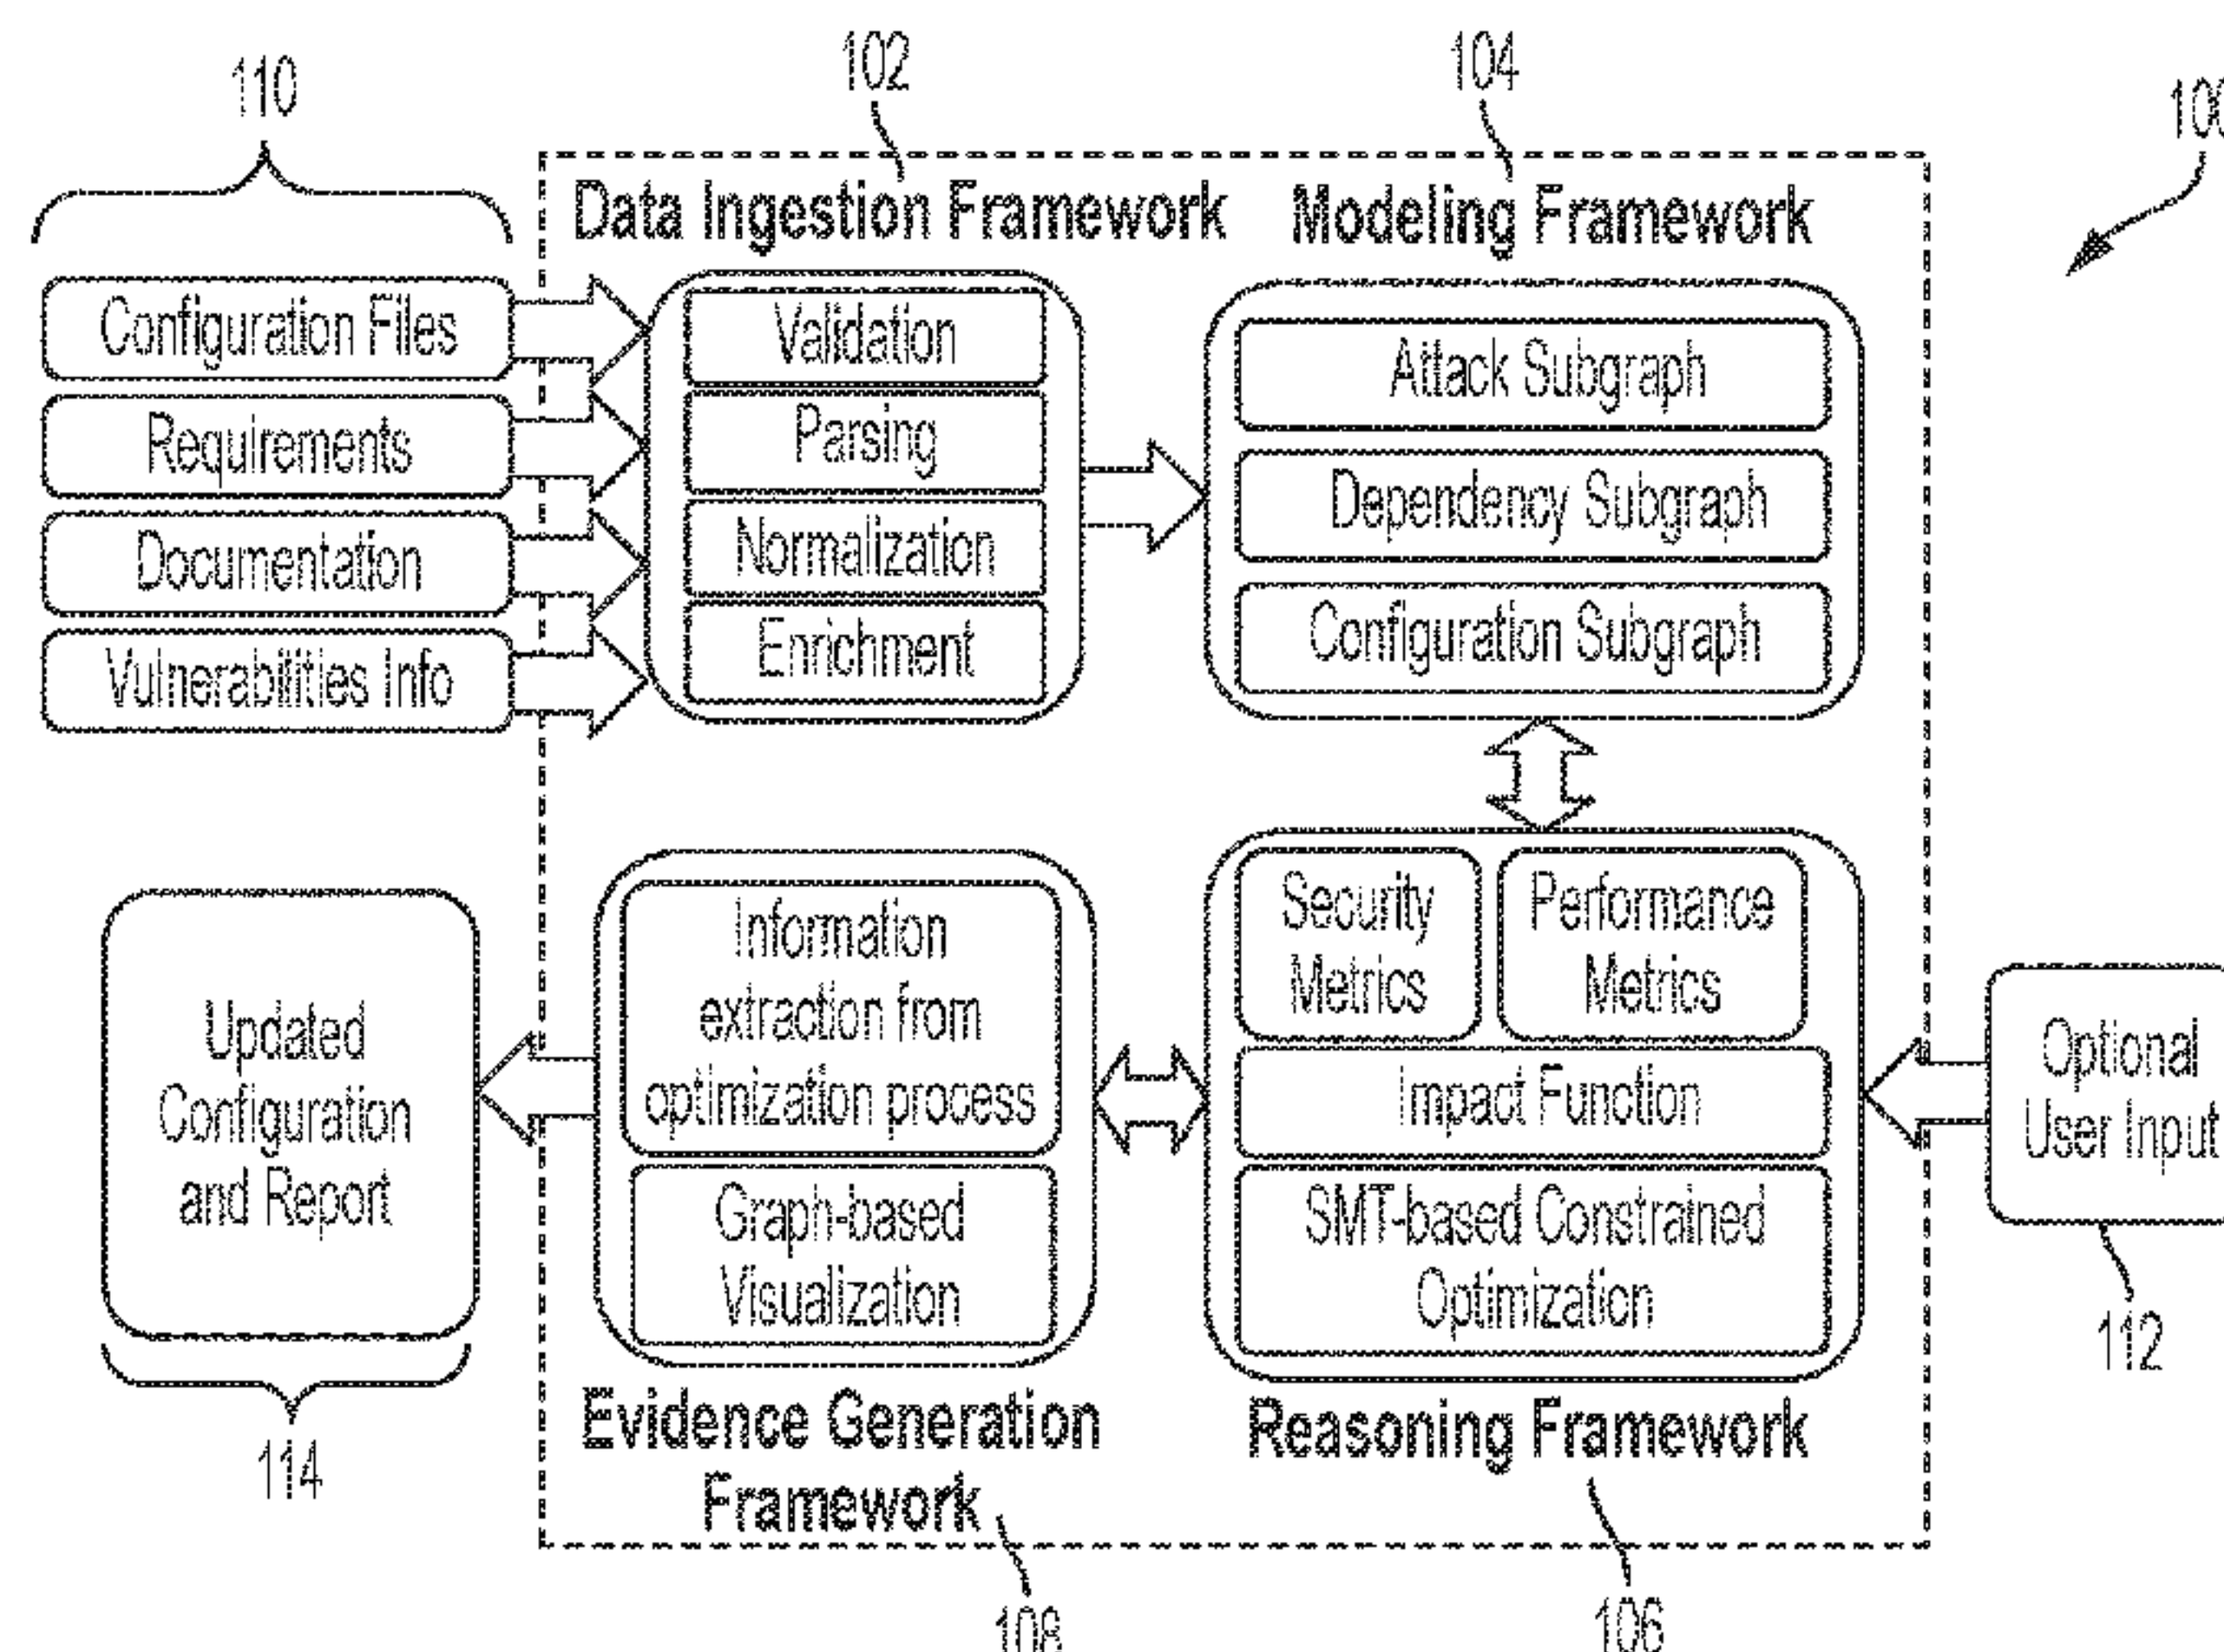 110
102
104
100
Data Ingestion Framework
Modeling Framework
Configuration Files
Requirements
Documentation
Vulnerabilities Info
Validation
Parsing
Normalization
Enrichment
Attack Subgraph
Dependency Subgraph
Configuration Subgraph
Updated
Configuration
and Report
114
Information
extraction from
optimization process
Graph-based
Visualization
Evidence Generation
Framework
108
Security
Metrics
Performance
Metrics
Impact Function
SMT-based Constrained
Optimization
Reasoning Framework
106
Optional
User Input
112